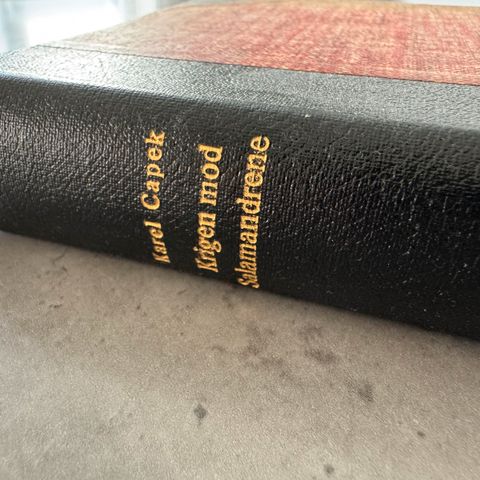 Karel Capek
Krigen mod
Salamandrene